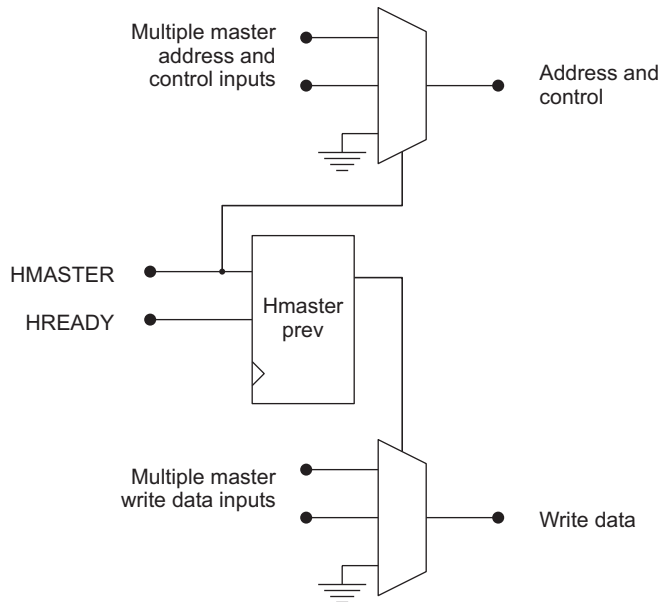 Multiple master
address and
control inputs
Address and
control
HMASTER
HREADY
Hmaster
prev
Multiple master
write data inputs
Write data